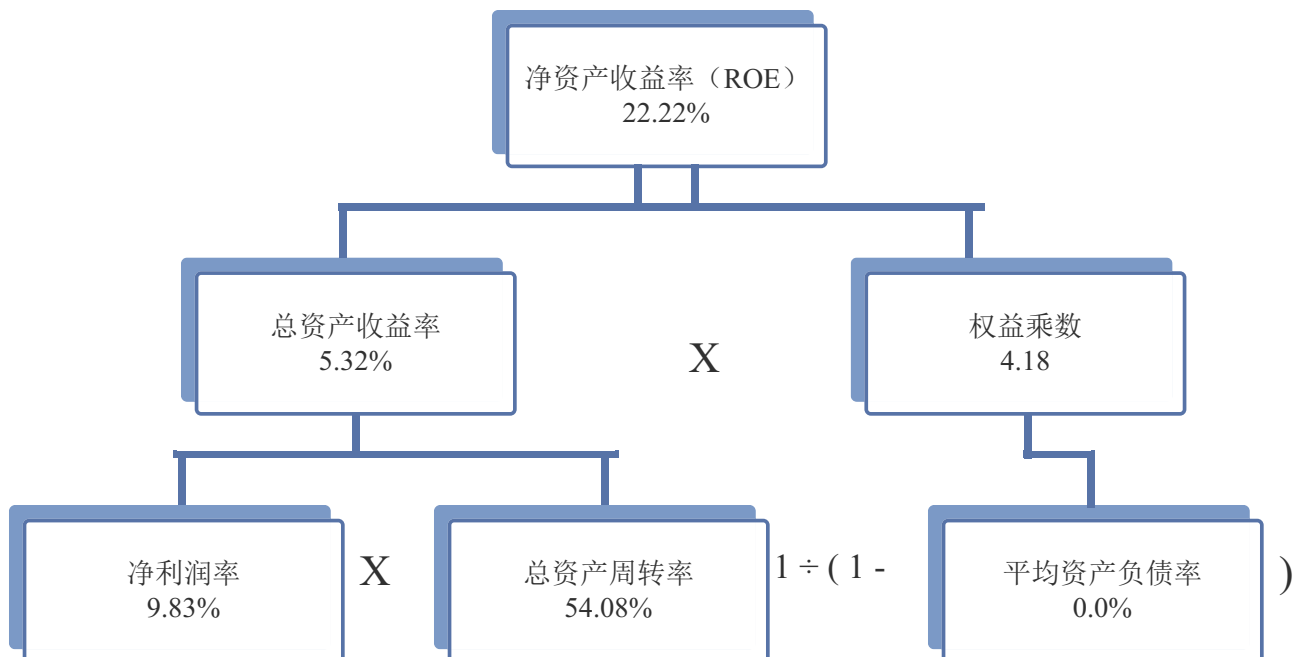 净资产收益率（ROE）
22.22%
总资产收益率
5.32%
X
权益乘数
4.18
净利润率
9.83%
X
总资产周转率
54.08%
1 ÷ ( 1 -
平均资产负债率
0.0%
)